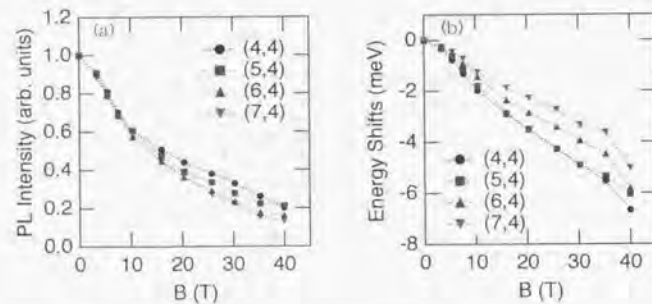 (a)
PL Intensity (arb. units)
1.2
1.0
0.8
0.6
0.4
0.2
0.0
(4,4)
(5,4)
(6,4)
(7,4)
0 10 20 30 40
B (T)
(b)
Energy Shifts (meV)
0
-2
-4
-6
-8
(4,4)
(5,4)
(6,4)
(7,4)
0 10 20 30 40
B (T)